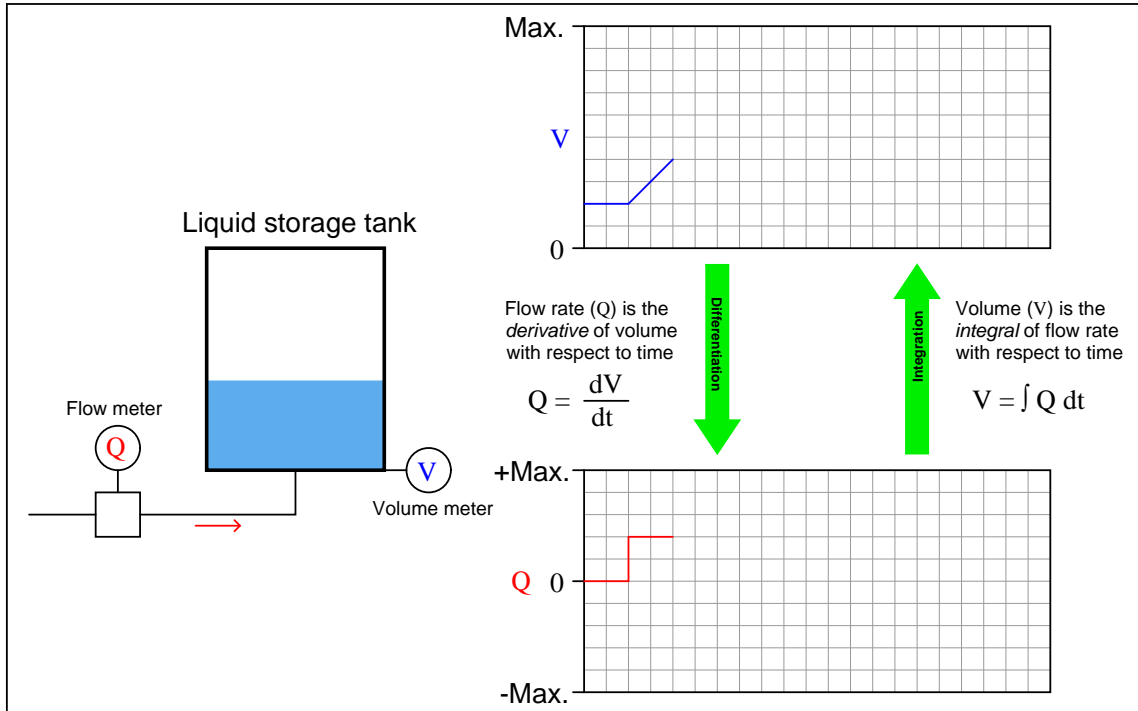 Max.
V
0
Liquid storage tank
Flow meter
Q
V
Volume meter
Flow rate (Q) is the
derivative of volume
with respect to time
Q = dV
dt
Differentiation
Integration
Volume (V) is the
integral of flow rate
with respect to time
V = ∫ Q dt
+Max.
Q 0
-Max.